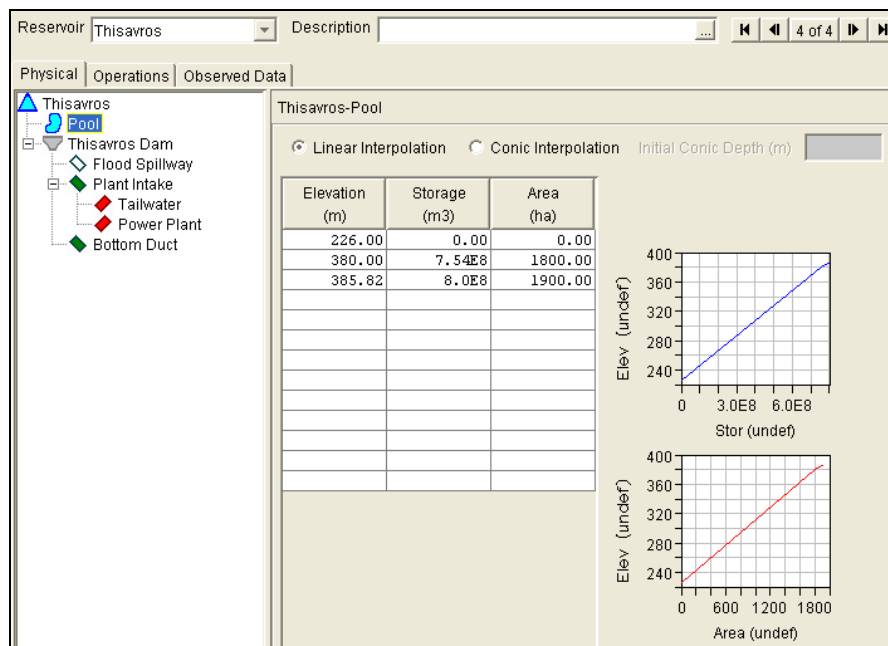 Reservoir Thisavros Description ... 4 of 4
Physical Operations Observed Data
Thisavros
Pool
Thisavros Dam
Flood Spillway
Plant Intake
Tailwater
Power Plant
Bottom Duct
Thisavros-Pool
Linear Interpolation Conic Interpolation Initial Conic Depth (m)
Elevation Storage Area
(m) (m3) (ha)
226.00 0.00 0.00
380.00 7.54E8 1800.00
385.82 8.0E8 1900.00
400
360
320
280
240
Elev (undef)
0 3.0E8 6.0E8
Stor (undef)
400
360
320
280
240
Elev (undef)
0 600 1200 1800
Area (undef)